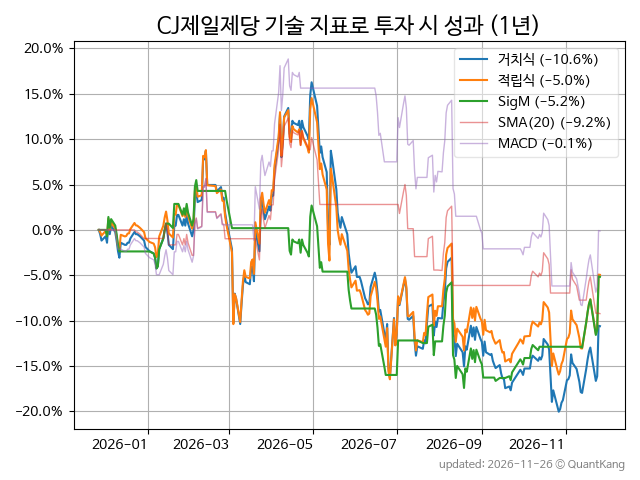 CJ제일제당 기술 지표로 투자 시 성과 (1년)
20.0%
15.0%
10.0%
5.0%
0.0%
−5.0%
−10.0%
−15.0%
−20.0%
거치식 (−10.6%)
적립식 (−5.0%)
SigM (−5.2%)
SMA(20) (−9.2%)
MACD (−0.1%)
2026-01 2026-03 2026-05 2026-07 2026-09 2026-11
updated: 2026-11-26 © QuantKang